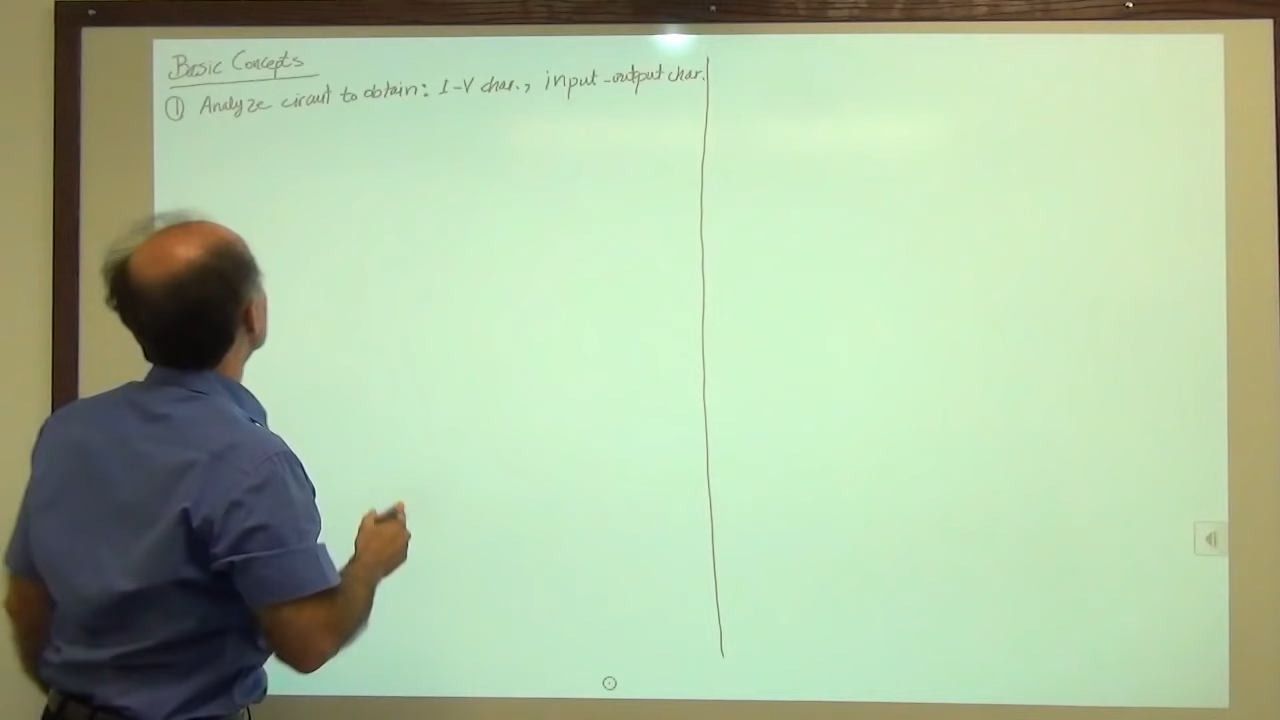 Basic Concepts
① Analyze circuit to obtain: I-V char., input-output char.